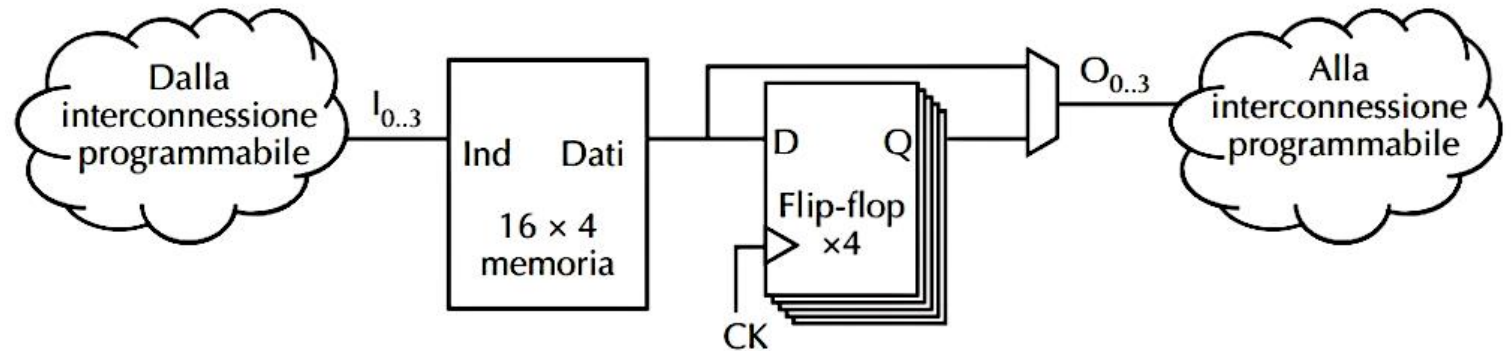 Dalla
interconnessione
programmabile
I0..3
Ind Dati
16 × 4
memoria
D Q
Flip-flop
×4
CK
O0..3
Alla
interconnessione
programmabile